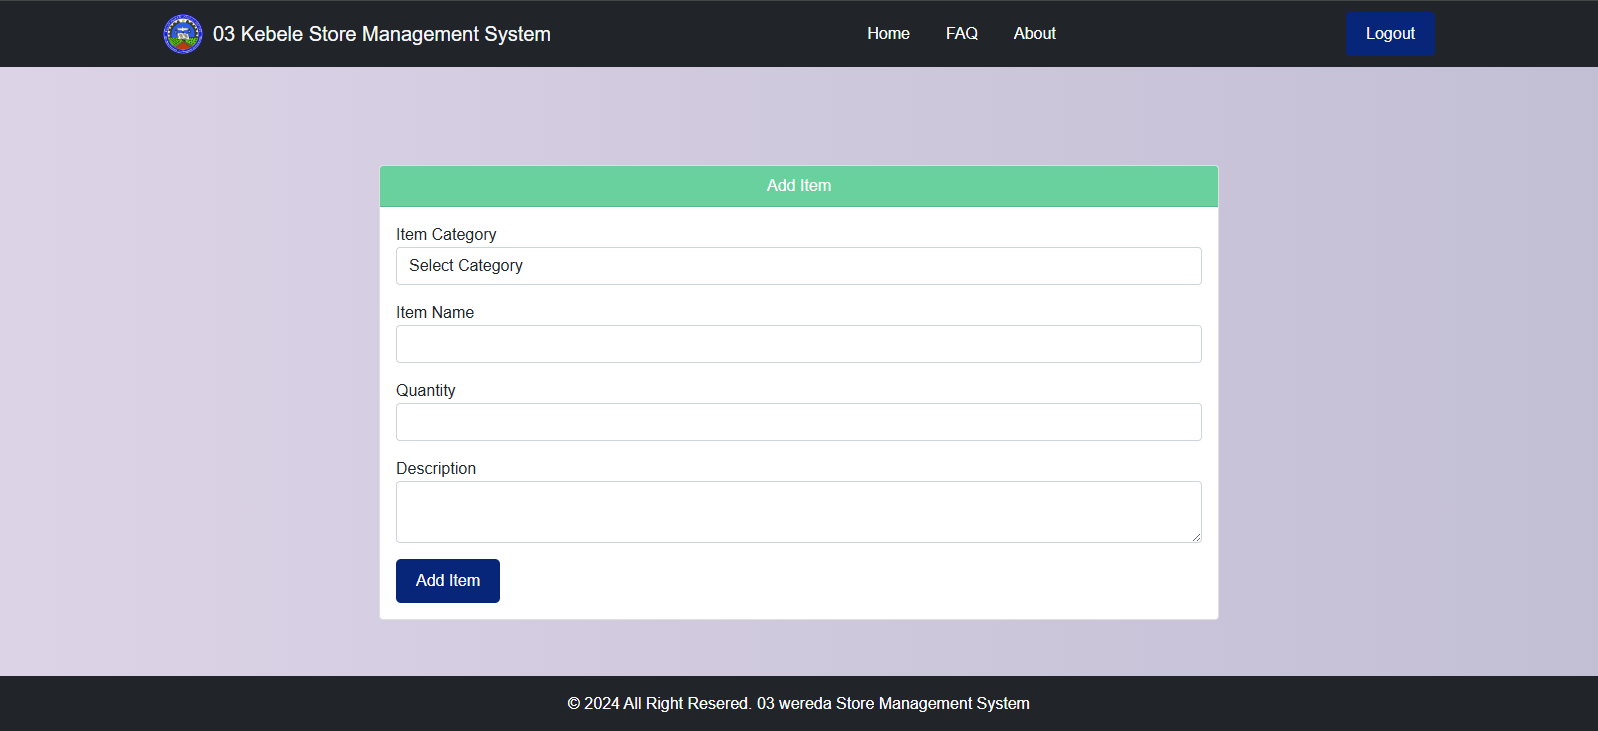 03 Kebele Store Management System
Home
FAQ
About
Logout
Add Item
Item Category
Select Category
Item Name
Quantity
Description
Add Item
© 2024 All Right Resered. 03 wereda Store Management System